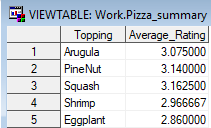 VIEWTABLE: Work.Pizza_summary
Topping Average_Rating
1 Arugula 3.075000
2 PineNut 3.140000
3 Squash 3.162500
4 Shrimp 2.966667
5 Eggplant 2.860000